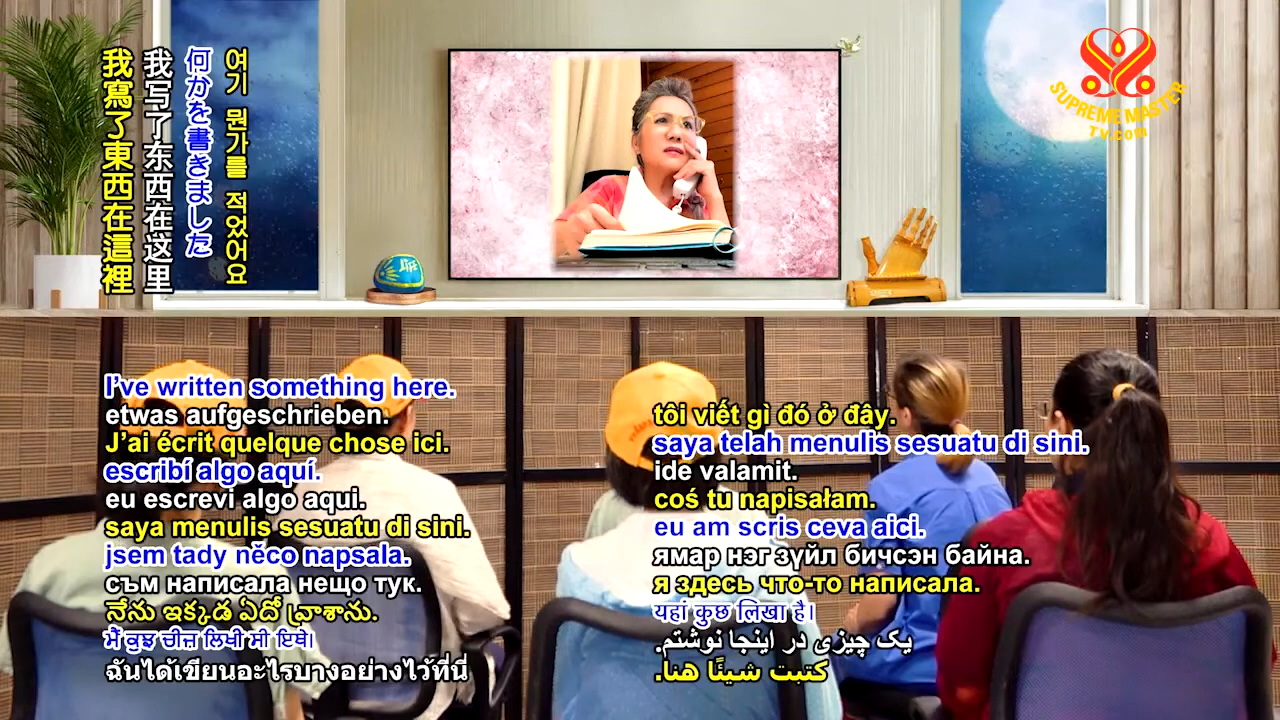 我寫了東西在這裡
我写了东西在这里
何かを書きました
여기 뭔가를 적었어요
SUPREME MASTER
TV.com
I’ve written something here.
etwas aufgeschrieben.
J’ai écrit quelque chose ici.
escribí algo aquí.
eu escrevi algo aqui.
saya menulis sesuatu di sini.
jsem tady něco napsala.
съм написала нещо тук.
నేను ఇక్కడ ఏదో వ్రాశాను.
ਮੈਂ ਕੁਝ ਚੀਜ਼ ਲਿਖੀ ਸੀ ਇਥੇ।
ฉันได้เขียนอะไรบางอย่างไว้ที่นี่
tôi viết gì đó ở đây.
saya telah menulis sesuatu di sini.
ide valamit.
coś tu napisałam.
eu am scris ceva aici.
ямар нэг зүйл бичсэн байна.
я здесь что-то написала.
यहां कुछ लिखा है।
یک چیزی در اینجا نوشتم.
كتبت شيئًا هنا.